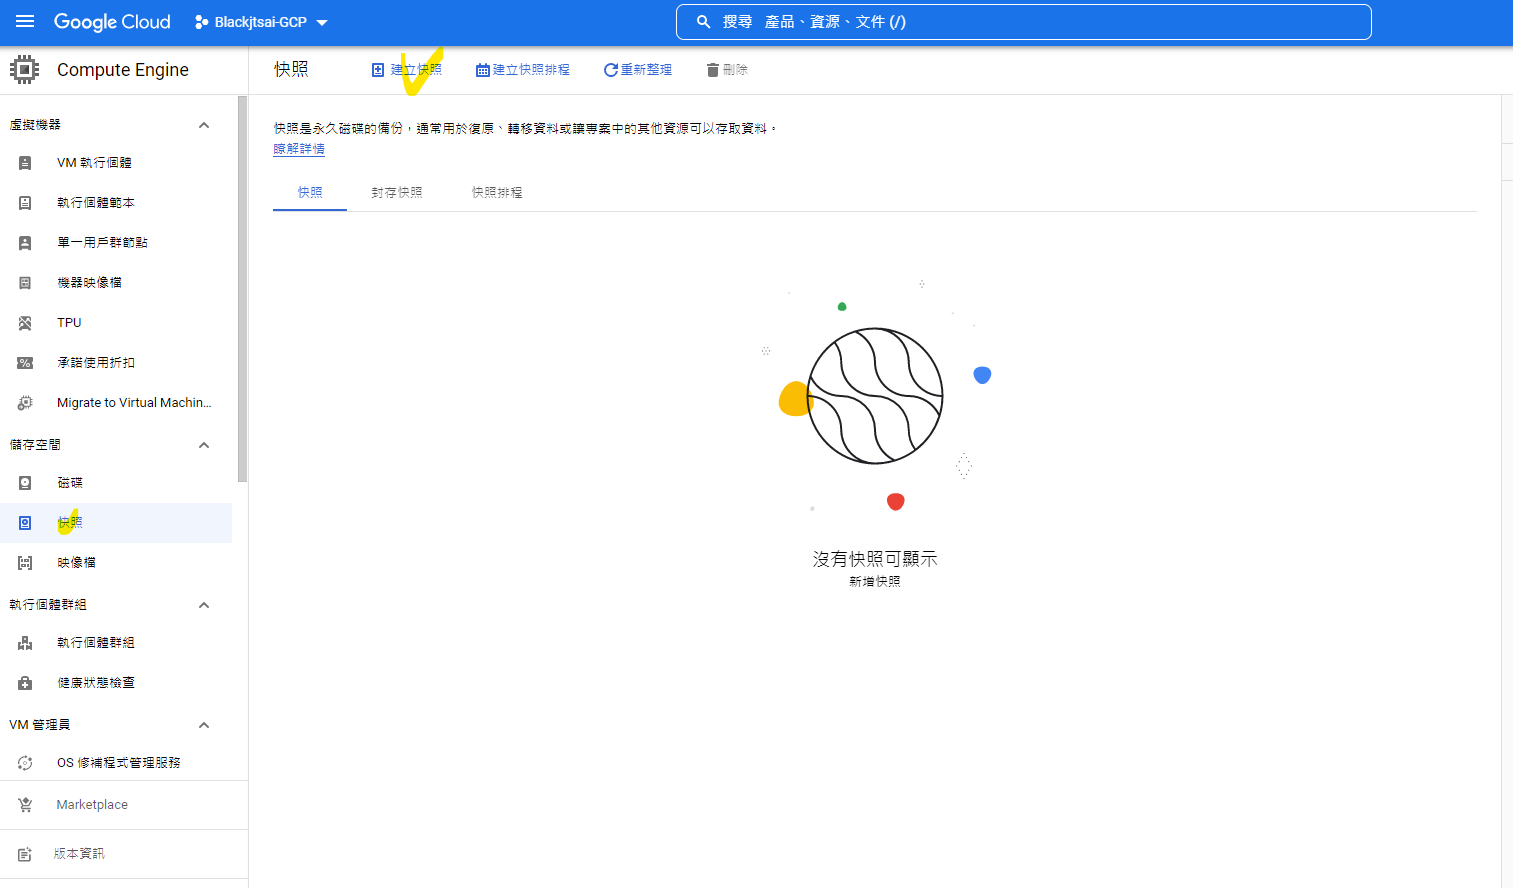 Google Cloud
Blackjtsai-GCP
搜尋 產品、資源、文件 (/)
Compute Engine
快照
建立快照
建立快照排程
重新整理
刪除
虛擬機器
VM 執行個體
執行個體範本
單一用戶群節點
機器映像檔
TPU
承諾使用折扣
Migrate to Virtual Machin...
儲存空間
磁碟
快照
映像檔
執行個體群組
執行個體群組
健康狀態檢查
VM 管理員
OS 修補程式管理服務
Marketplace
版本資訊
快照是永久磁碟的備份，通常用於復原、轉移資料或讓專案中的其他資源可以存取資料。
瞭解詳情
快照
封存快照
快照排程
沒有快照可顯示
新增快照